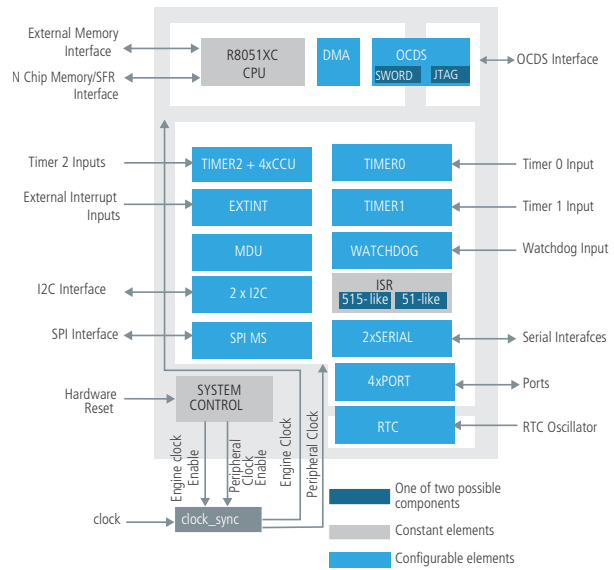 External Memory
Interface
N Chip Memory/SFR
Interface
R8051XC
CPU
DMA
OCDS
SWORD
JTAG
OCDS Interface
Timer 2 Inputs
TIMER2 + 4xCCU
TIMER0
Timer 0 Input
External Interrupt
Inputs
EXTINT
TIMER1
Timer 1 Input
MDU
WATCHDOG
Watchdog Input
I2C Interface
2 x I2C
ISR
515- like
51-like
SPI Interface
SPI MS
2xSERIAL
Serial Interafces
4xPORT
Ports
Hardware
Reset
SYSTEM
CONTROL
RTC
RTC Oscillator
Engine clock
Enable
Peripheral
Clock
Enable
Engine Clock
Peripheral Clock
clock
clock_sync
One of two possible
components
Constant elements
Configurable elements